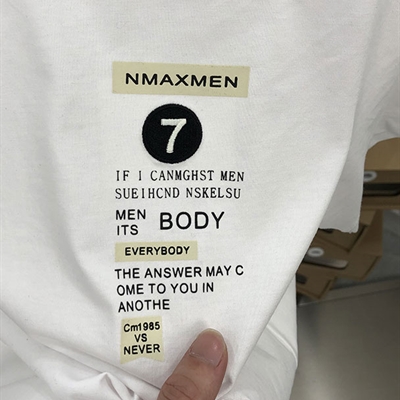 NMAXMEN
7
IF I CANMGHST MEN
SUEIHCND NSKELSU
MEN
ITS BODY
EVERYBODY
THE ANSWER MAY C
OME TO YOU IN
ANOTHE
Cm1985
VS
NEVER